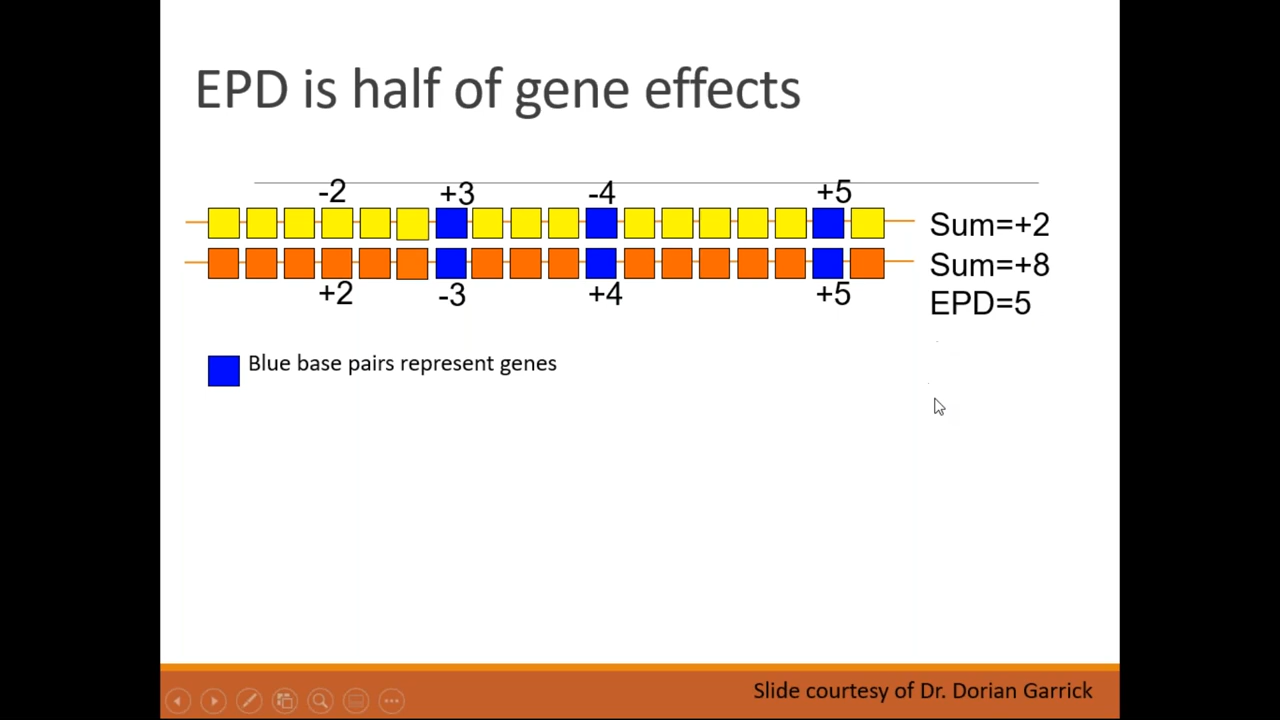 EPD is half of gene effects
-2 +3 -4 +5
Sum=+2
Sum=+8
+2 -3 +4 +5
EPD=5
Blue base pairs represent genes
Slide courtesy of Dr. Dorian Garrick